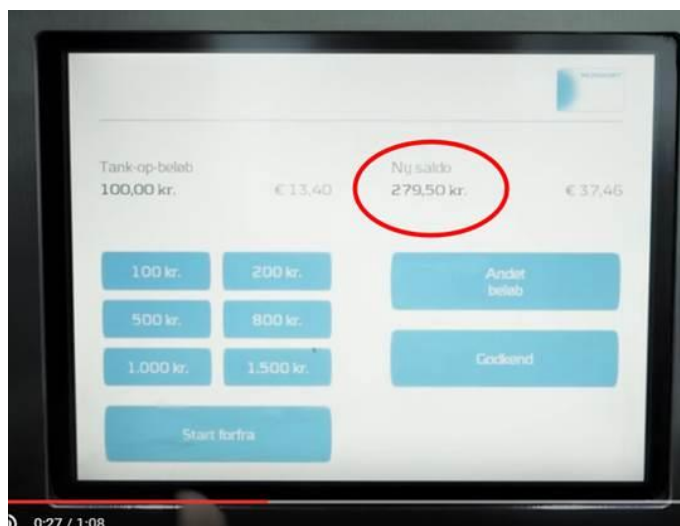 Tank-op-beløb
100,00 kr.
€ 13,40
Ny saldo
279,50 kr.
€ 37,46
100 kr.
200 kr.
500 kr.
800 kr.
1.000 kr.
1.500 kr.
Start forfra
Andet
beløb
Godkend
0:27 / 1:08